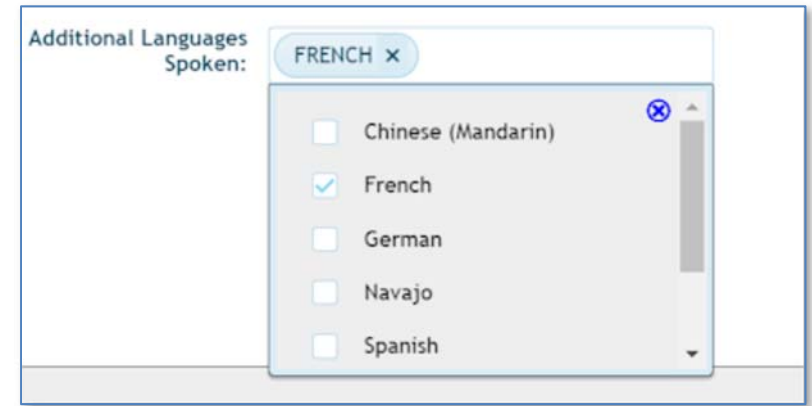 Additional Languages
Spoken:
FRENCH ×
Chinese (Mandarin)
French
German
Navajo
Spanish